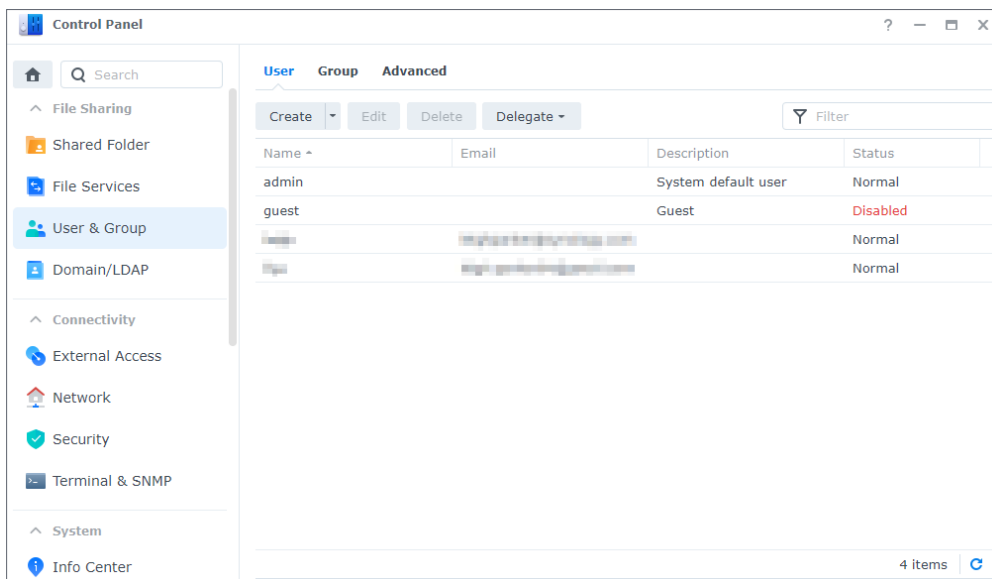 Control Panel
Search
File Sharing
Shared Folder
File Services
User & Group
Domain/LDAP
Connectivity
External Access
Network
Security
Terminal & SNMP
System
Info Center
User Group Advanced
Create Edit Delete Delegate Filter
Name Email Description Status
admin System default user Normal
guest Guest Disabled
Normal
Normal
4 items